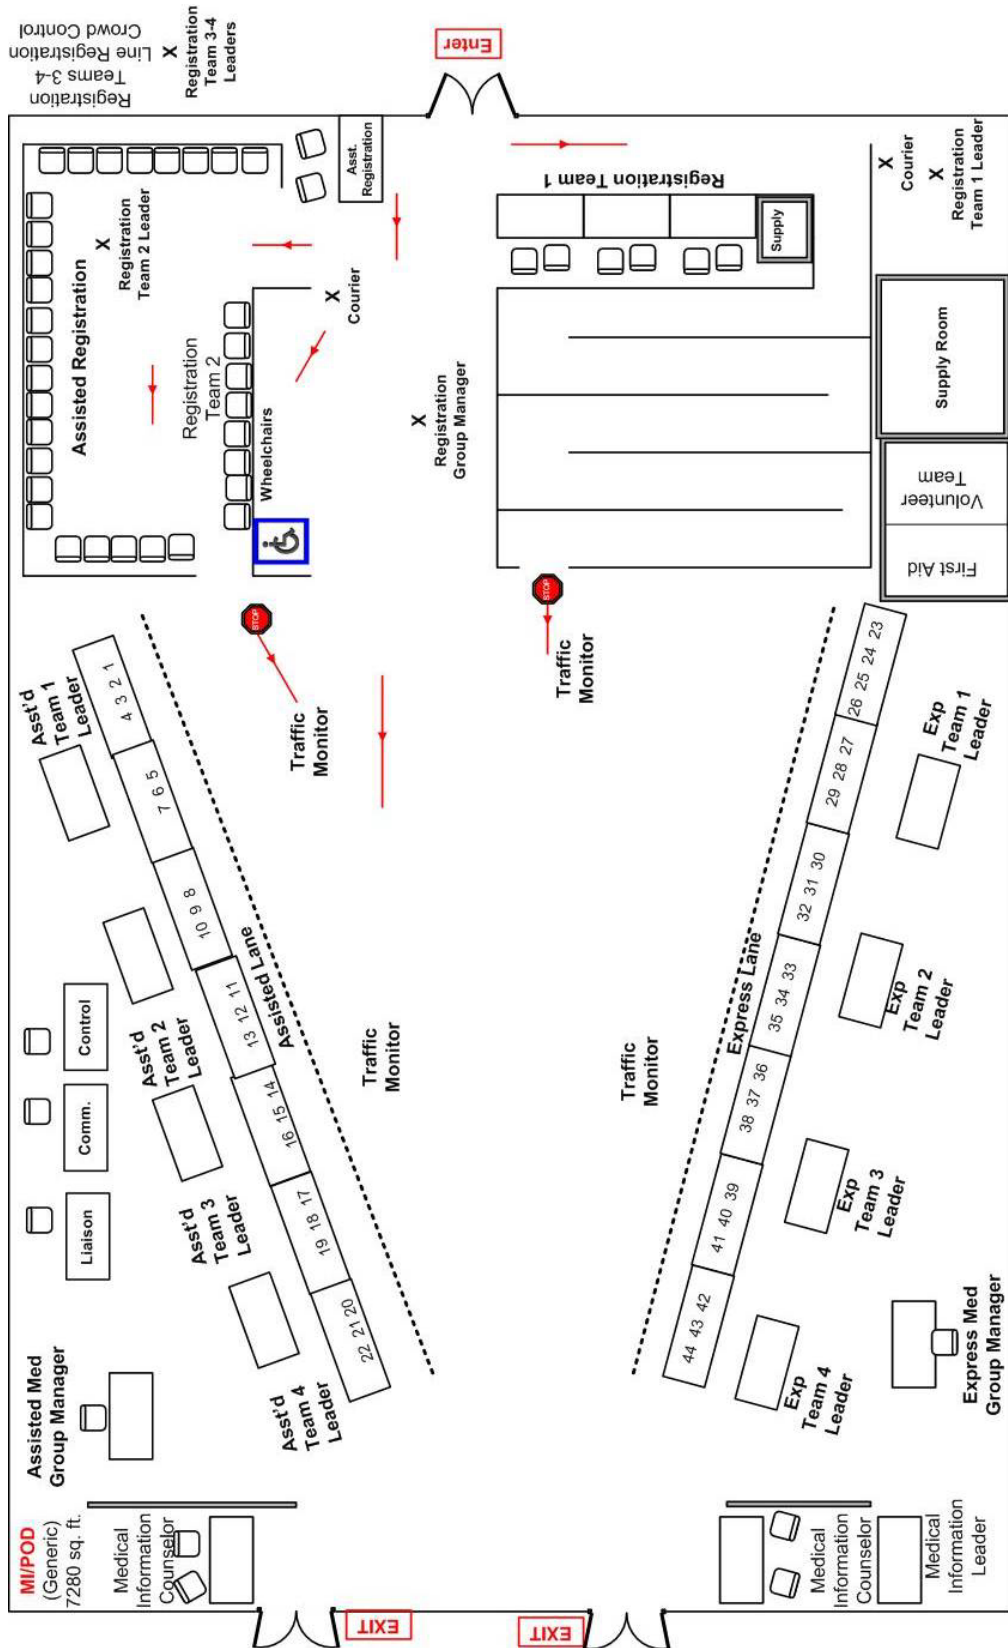 MI/POD
(Generic)
7280 sq. ft.
Assisted Med
Group Manager
Liaison
Comm.
Control
Asst'd
Team 1
Leader
Asst'd
Team 2
Leader
Asst'd
Team 3
Leader
Asst'd
Team 4
Leader
4 3 2 1
7 6 5
10 9 8
13 12 11
16 15 14
19 18 17
22 21 20
Assisted Lane
Medical
Information
Counselor
EXIT
EXIT
Assisted Registration
X
Registration
Team 2 Leader
Registration
Team 2
Wheelchairs
Asst.
Registration
X
Courier
Registration
Teams 3-4
Line Registration
Crowd Control
X
Registration
Team 3-4
Leaders
Enter
STOP
Traffic
Monitor
STOP
Traffic
Monitor
Traffic
Monitor
Traffic
Monitor
X
Registration
Group Manager
Registration Team 1
Supply
X
Courier
X
Registration
Team 1 Leader
Supply Room
Volunteer
Team
First Aid
Express Lane
26 25 24 23
29 28 27
32 31 30
35 34 33
38 37 36
41 40 39
44 43 42
Exp
Team 1
Leader
Exp
Team 2
Leader
Exp
Team 3
Leader
Exp
Team 4
Leader
Express Med
Group Manager
Medical
Information
Counselor
Medical
Information
Leader